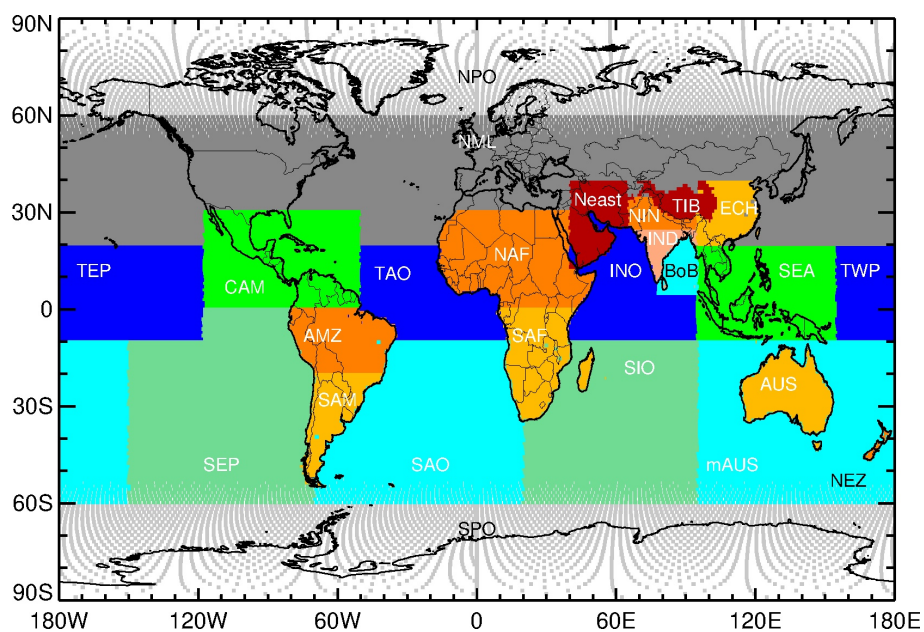 90N
NPO
60N
NML
Neast TIB ECH
30N
NIN
IND
NAF
TEP TAO INO BoB SEA TWP
CAM
0
AMZ SAF
SIO
AUS
30S
SAM
SEP SAO mAUS
NEZ
60S
SPO
90S
180W 120W 60W 0 60E 120E 180E